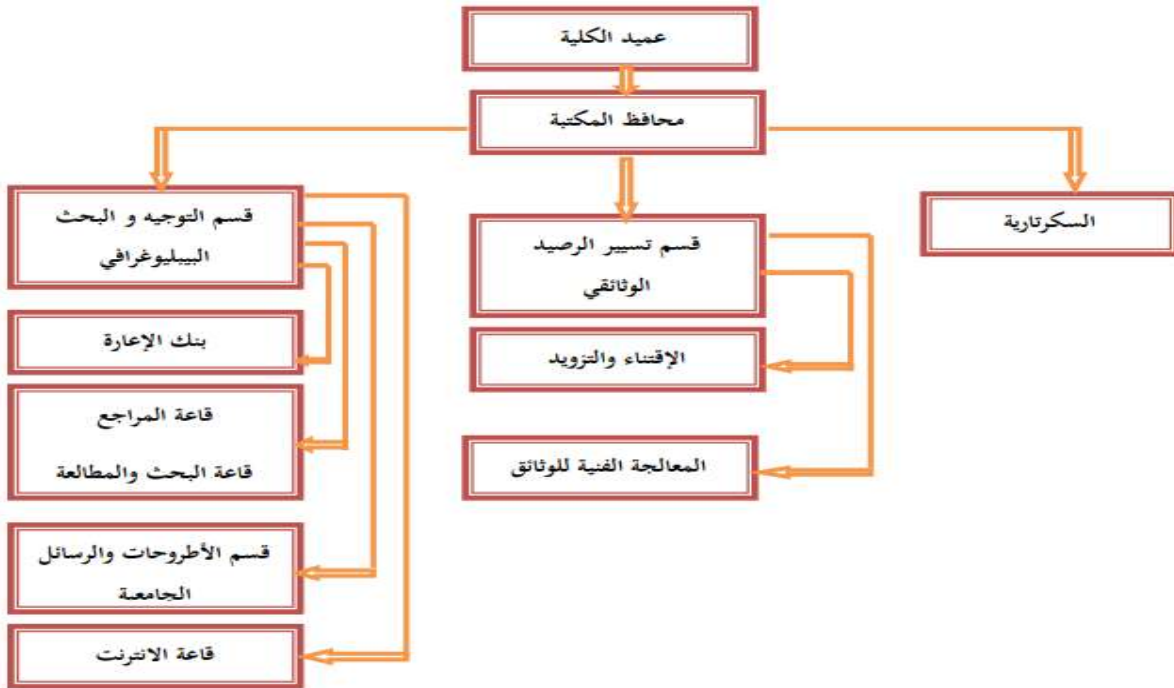 عميد الكلية
محافظ المكتبة
السكرتارية
قسم تسيير الرصيد
الوثائقي
الإقتناء والتزويد
المعالجة الفنية للوثائق
قسم التوجيه و البحث
البيبليوغرافي
بنك الإعارة
قاعة المراجع
قاعة البحث والمطالعة
قسم الأطروحات والرسائل
الجامعية
قاعة الانترنت